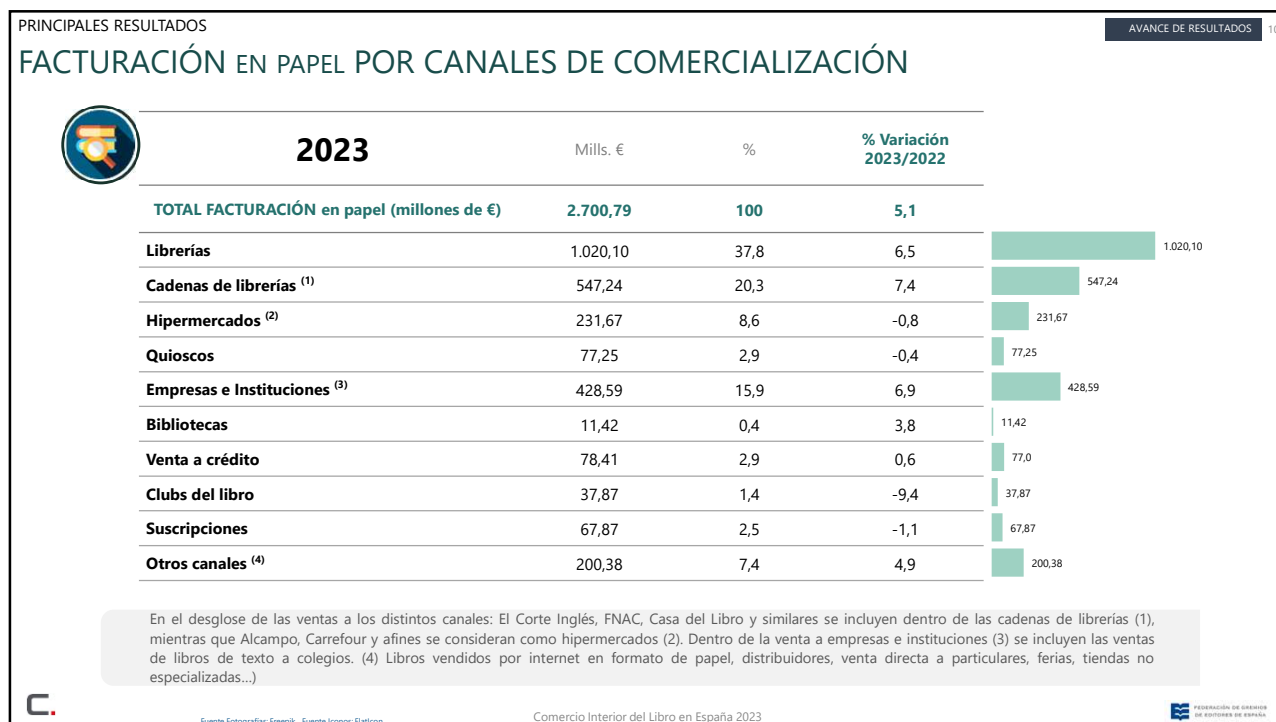 PRINCIPALES RESULTADOS
AVANCE DE RESULTADOS 10
FACTURACIÓN EN PAPEL POR CANALES DE COMERCIALIZACIÓN
2023 Mills. € % % Variación
2023/2022
TOTAL FACTURACIÓN en papel (millones de €) 2.700,79 100 5,1
Librerías 1.020,10 37,8 6,5 1.020,10
Cadenas de librerías (1) 547,24 20,3 7,4 547,24
Hipermercados (2) 231,67 8,6 -0,8 231,67
Quioscos 77,25 2,9 -0,4 77,25
Empresas e Instituciones (3) 428,59 15,9 6,9 428,59
Bibliotecas 11,42 0,4 3,8 11,42
Venta a crédito 78,41 2,9 0,6 77,0
Clubs del libro 37,87 1,4 -9,4 37,87
Suscripciones 67,87 2,5 -1,1 67,87
Otros canales (4) 200,38 7,4 4,9 200,38
En el desglose de las ventas a los distintos canales: El Corte Inglés, FNAC, Casa del Libro y similares se incluyen dentro de las cadenas de librerías (1),
mientras que Alcampo, Carrefour y afines se consideran como hipermercados (2). Dentro de la venta a empresas e instituciones (3) se incluyen las ventas
de libros de texto a colegios. (4) Libros vendidos por internet en formato de papel, distribuidores, venta directa a particulares, ferias, tiendas no
especializadas...)
C.
Fuente Fotografías: Freepik Fuente Iconos: FlatIcon
Comercio Interior del Libro en España 2023
FEDERACIÓN DE GREMIOS
DE EDITORES DE ESPAÑA